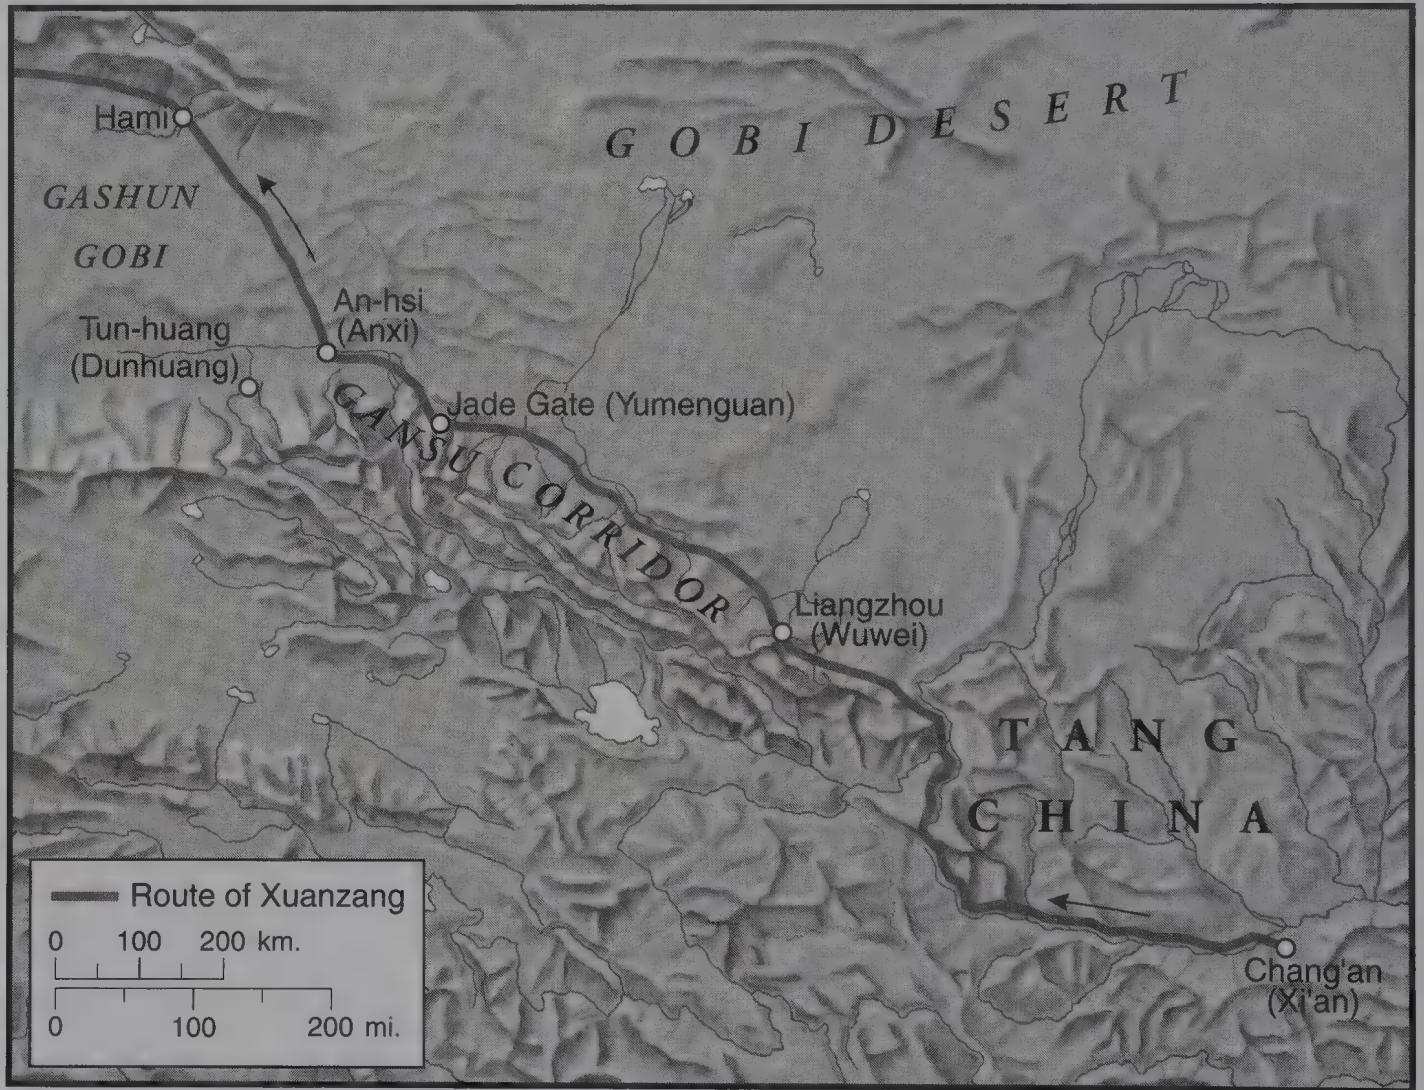 GOBI DESERT
Hami
GASHUN
GOBI
An-hsi
(Anxi)
Tun-huang
(Dunhuang)
Jade Gate (Yumenguan)
GANSU CORRIDOR
Liangzhou
(Wuwei)
TANG
CHINA
Chang'an
(Xi'an)
Route of Xuanzang
0 100 200 km.
0 100 200 mi.